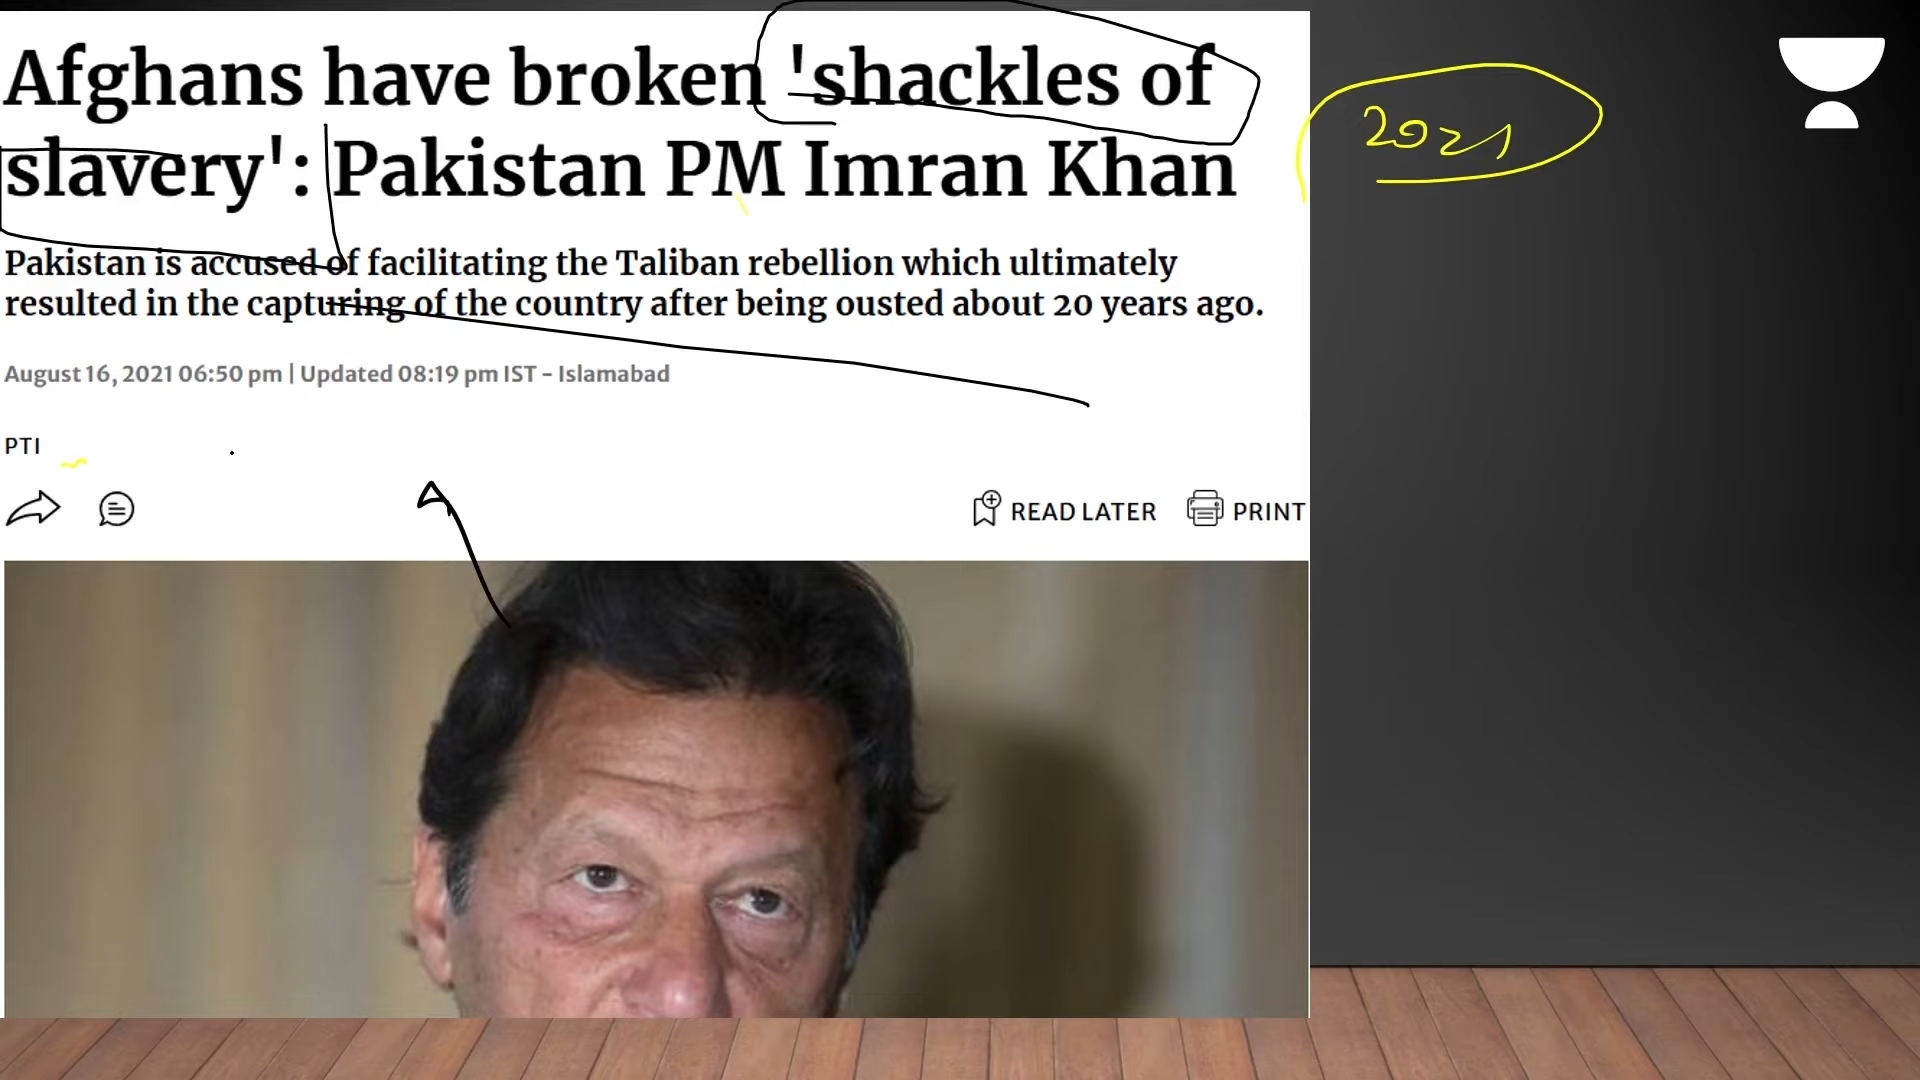 Afghans have broken 'shackles of
slavery': Pakistan PM Imran Khan
2021
Pakistan is accused of facilitating the Taliban rebellion which ultimately
resulted in the capturing of the country after being ousted about 20 years ago.
August 16, 2021 06:50 pm | Updated 08:19 pm IST - Islamabad
PTI
READ LATER PRINT